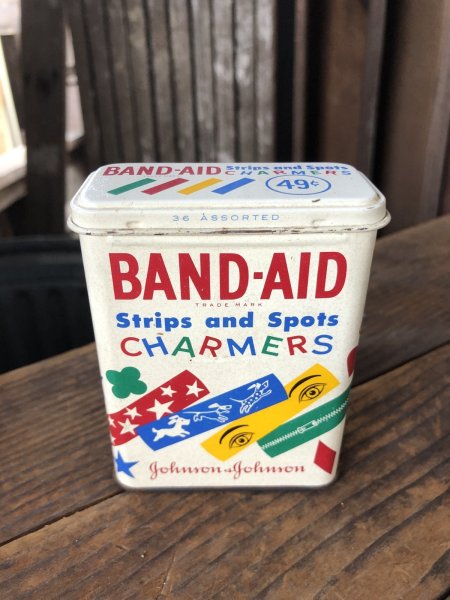 BAND-AID Strips and Spots
CHARMERS
49¢
36 ASSORTED
BAND-AID
TRADE MARK
Strips and Spots
CHARMERS
Johnson & Johnson